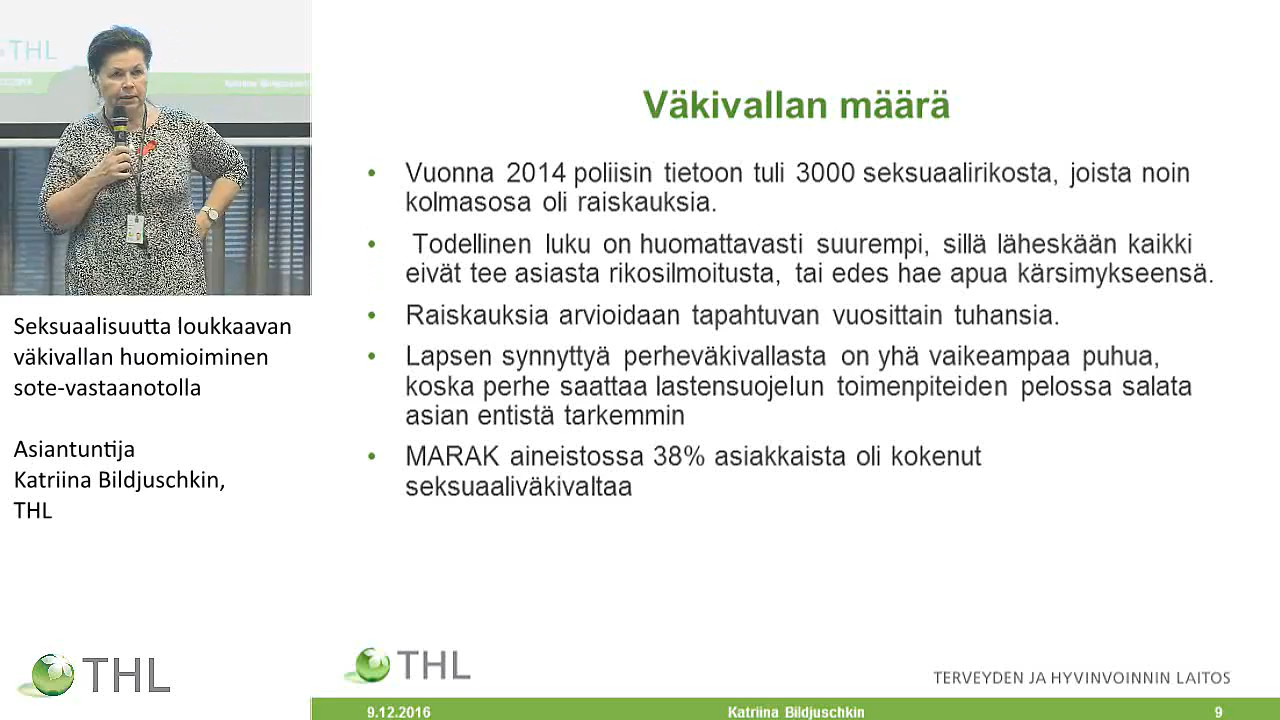 THL
Katriina Bildjuschkin
Seksuaalisuutta loukkaavan
väkivallan huomioiminen
sote-vastaanotolla
Asiantuntija
Katriina Bildjuschkin,
THL
THL
Väkivallan määrä
• Vuonna 2014 poliisin tietoon tuli 3000 seksuaalirikosta, joista noin
kolmasosa oli raiskauksia.
• Todellinen luku on huomattavasti suurempi, sillä läheskään kaikki
eivät tee asiasta rikosilmoitusta, tai edes hae apua kärsimykseensä.
• Raiskauksia arvioidaan tapahtuvan vuosittain tuhansia.
• Lapsen synnyttyä perheväkivallasta on yhä vaikeampaa puhua,
koska perhe saattaa lastensuojelun toimenpiteiden pelossa salata
asian entistä tarkemmin
• MARAK aineistossa 38% asiakkaista oli kokenut
seksuaaliväkivaltaa
THL
TERVEYDEN JA HYVINVOINNIN LAITOS
9.12.2016 Katriina Bildjuschkin 9